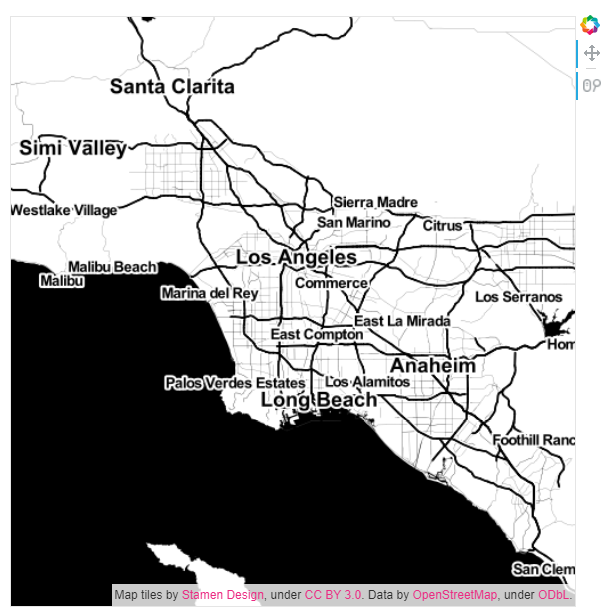 Santa Clarita
Simi Valley
Sierra Madre
Westlake Village
San Marino
Citrus
Los Angeles
Malibu Beach
Malibu
Commerce
Marina del Rey
Los Serranos
East La Mirada
East Compton
Hom
Anaheim
Palos Verdes Estates
Los Alamitos
Long Beach
Foothill Ranc
San Clem
Map tiles by Stamen Design, under CC BY 3.0. Data by OpenStreetMap, under ODbL.